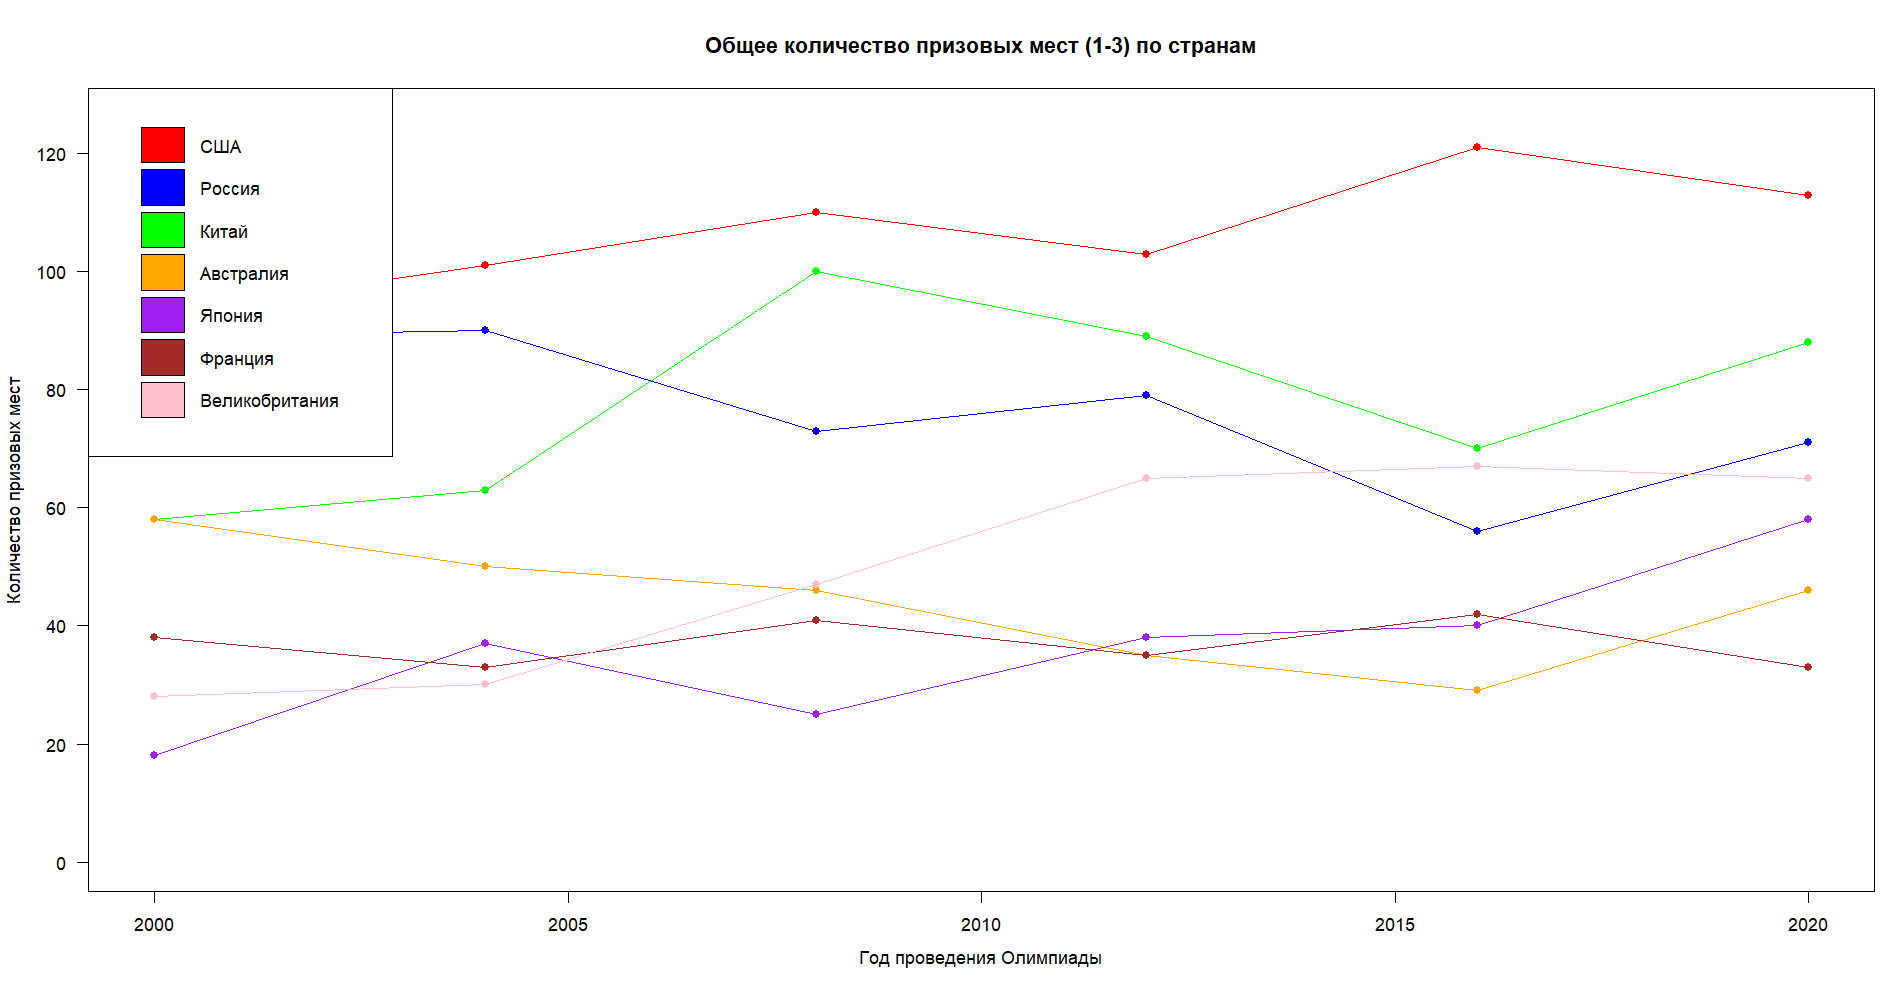 Общее количество призовых мест (1-3) по странам
США
Россия
Китай
Австралия
Япония
Франция
Великобритания
Количество призовых мест
120
100
80
60
40
20
0
2000 2005 2010 2015 2020
Год проведения Олимпиады